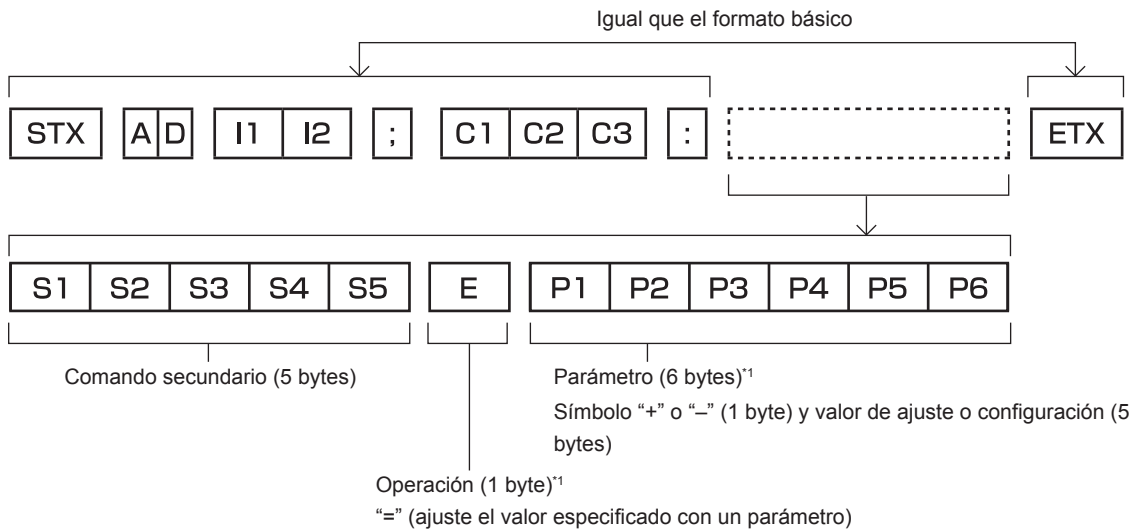 Igual que el formato básico
STX A D I1 I2 ; C1 C2 C3 : ETX
S1 S2 S3 S4 S5 E P1 P2 P3 P4 P5 P6
Comando secundario (5 bytes)
Parámetro (6 bytes)*1
Símbolo “+” o “–” (1 byte) y valor de ajuste o configuración (5
bytes)
Operación (1 byte)*1
“=” (ajuste el valor especificado con un parámetro)